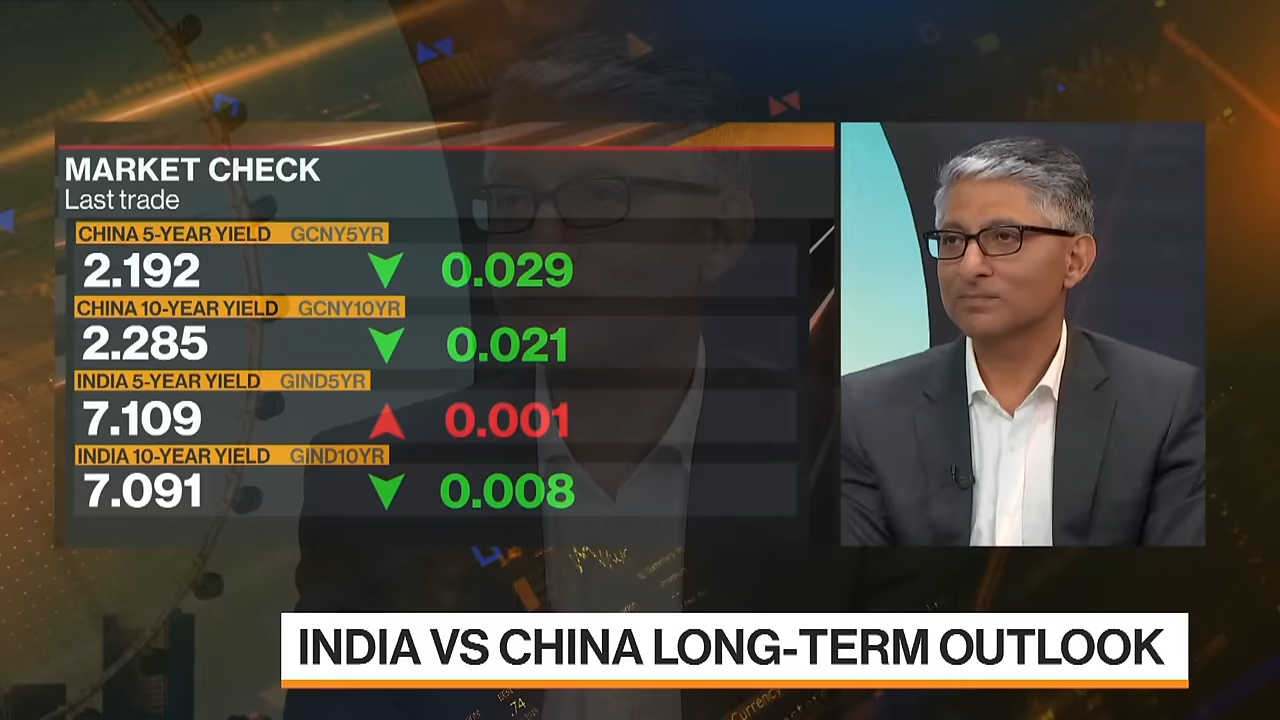 MARKET CHECK
Last trade
CHINA 5-YEAR YIELD GCNY5YR
2.192 0.029
CHINA 10-YEAR YIELD GCNY10YR
2.285 0.021
INDIA 5-YEAR YIELD GIND5YR
7.109 0.001
INDIA 10-YEAR YIELD GIND10YR
7.091 0.008
INDIA VS CHINA LONG-TERM OUTLOOK
.74
Currency